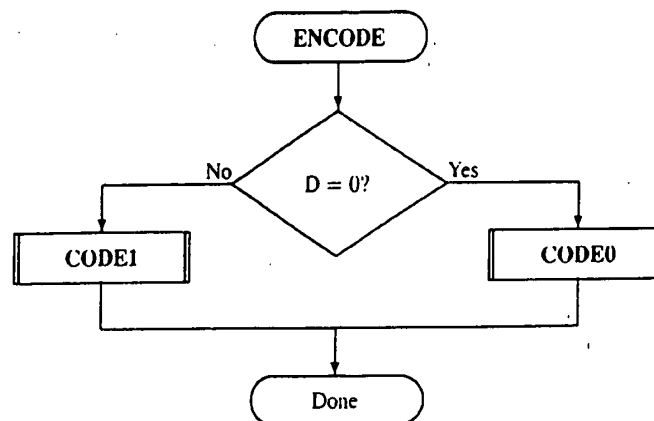 ENCODE
No
D = 0?
Yes
CODE1
CODE0
Done